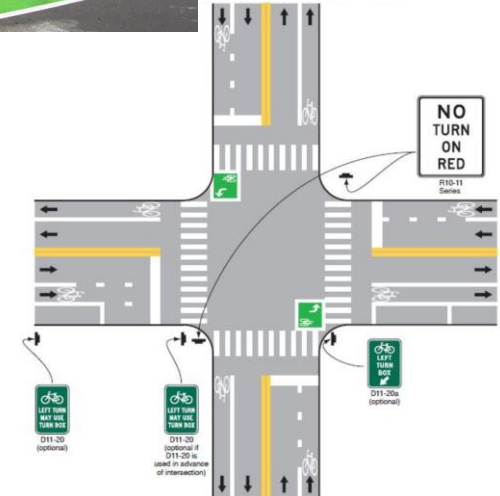 NO
TURN
ON
RED
R10-11
Series
LEFT TURN
MAY USE
TURN BOX
D11-20
(optional)
LEFT TURN
MAY USE
TURN BOX
D11-20
(optional if
D11-20 is
used in advance
of intersection)
LEFT
TURN
BOX
D11-20a
(optional)